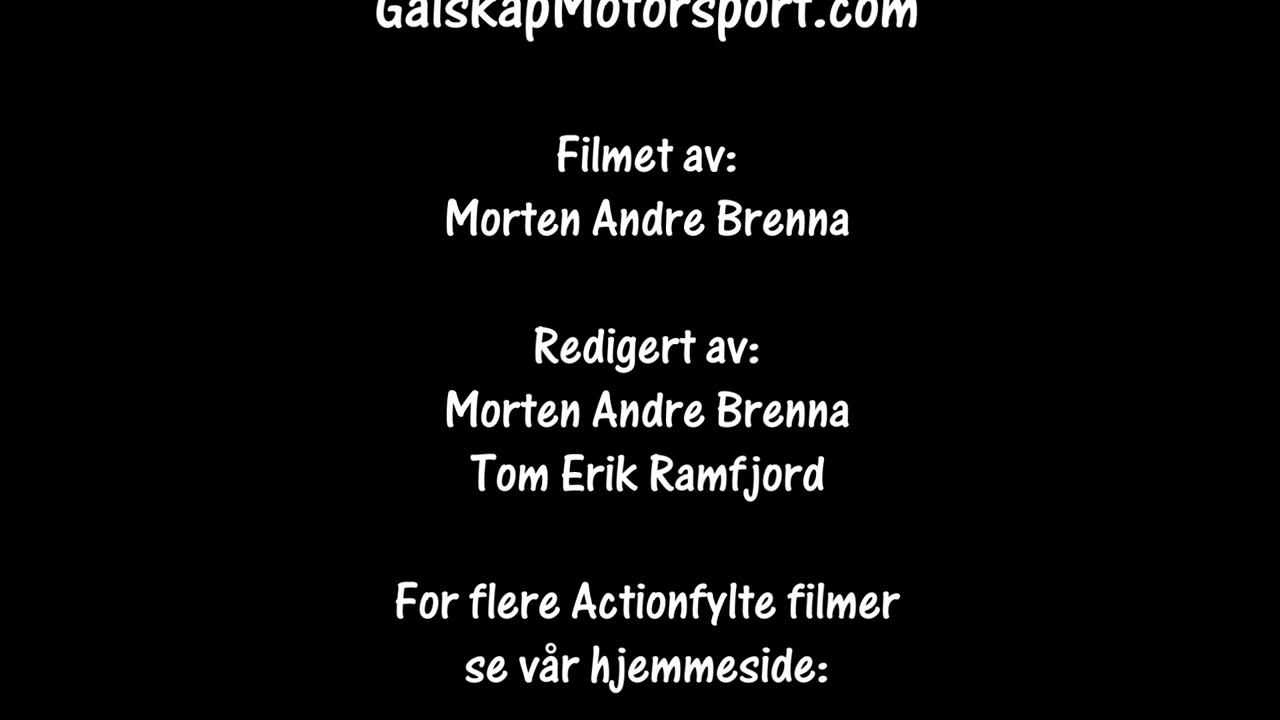 GalskapMotorsport.com
Filmet av:
Morten Andre Brenna
Redigert av:
Morten Andre Brenna
Tom Erik Ramfjord
For flere Actionfylte filmer
se vår hjemmeside: